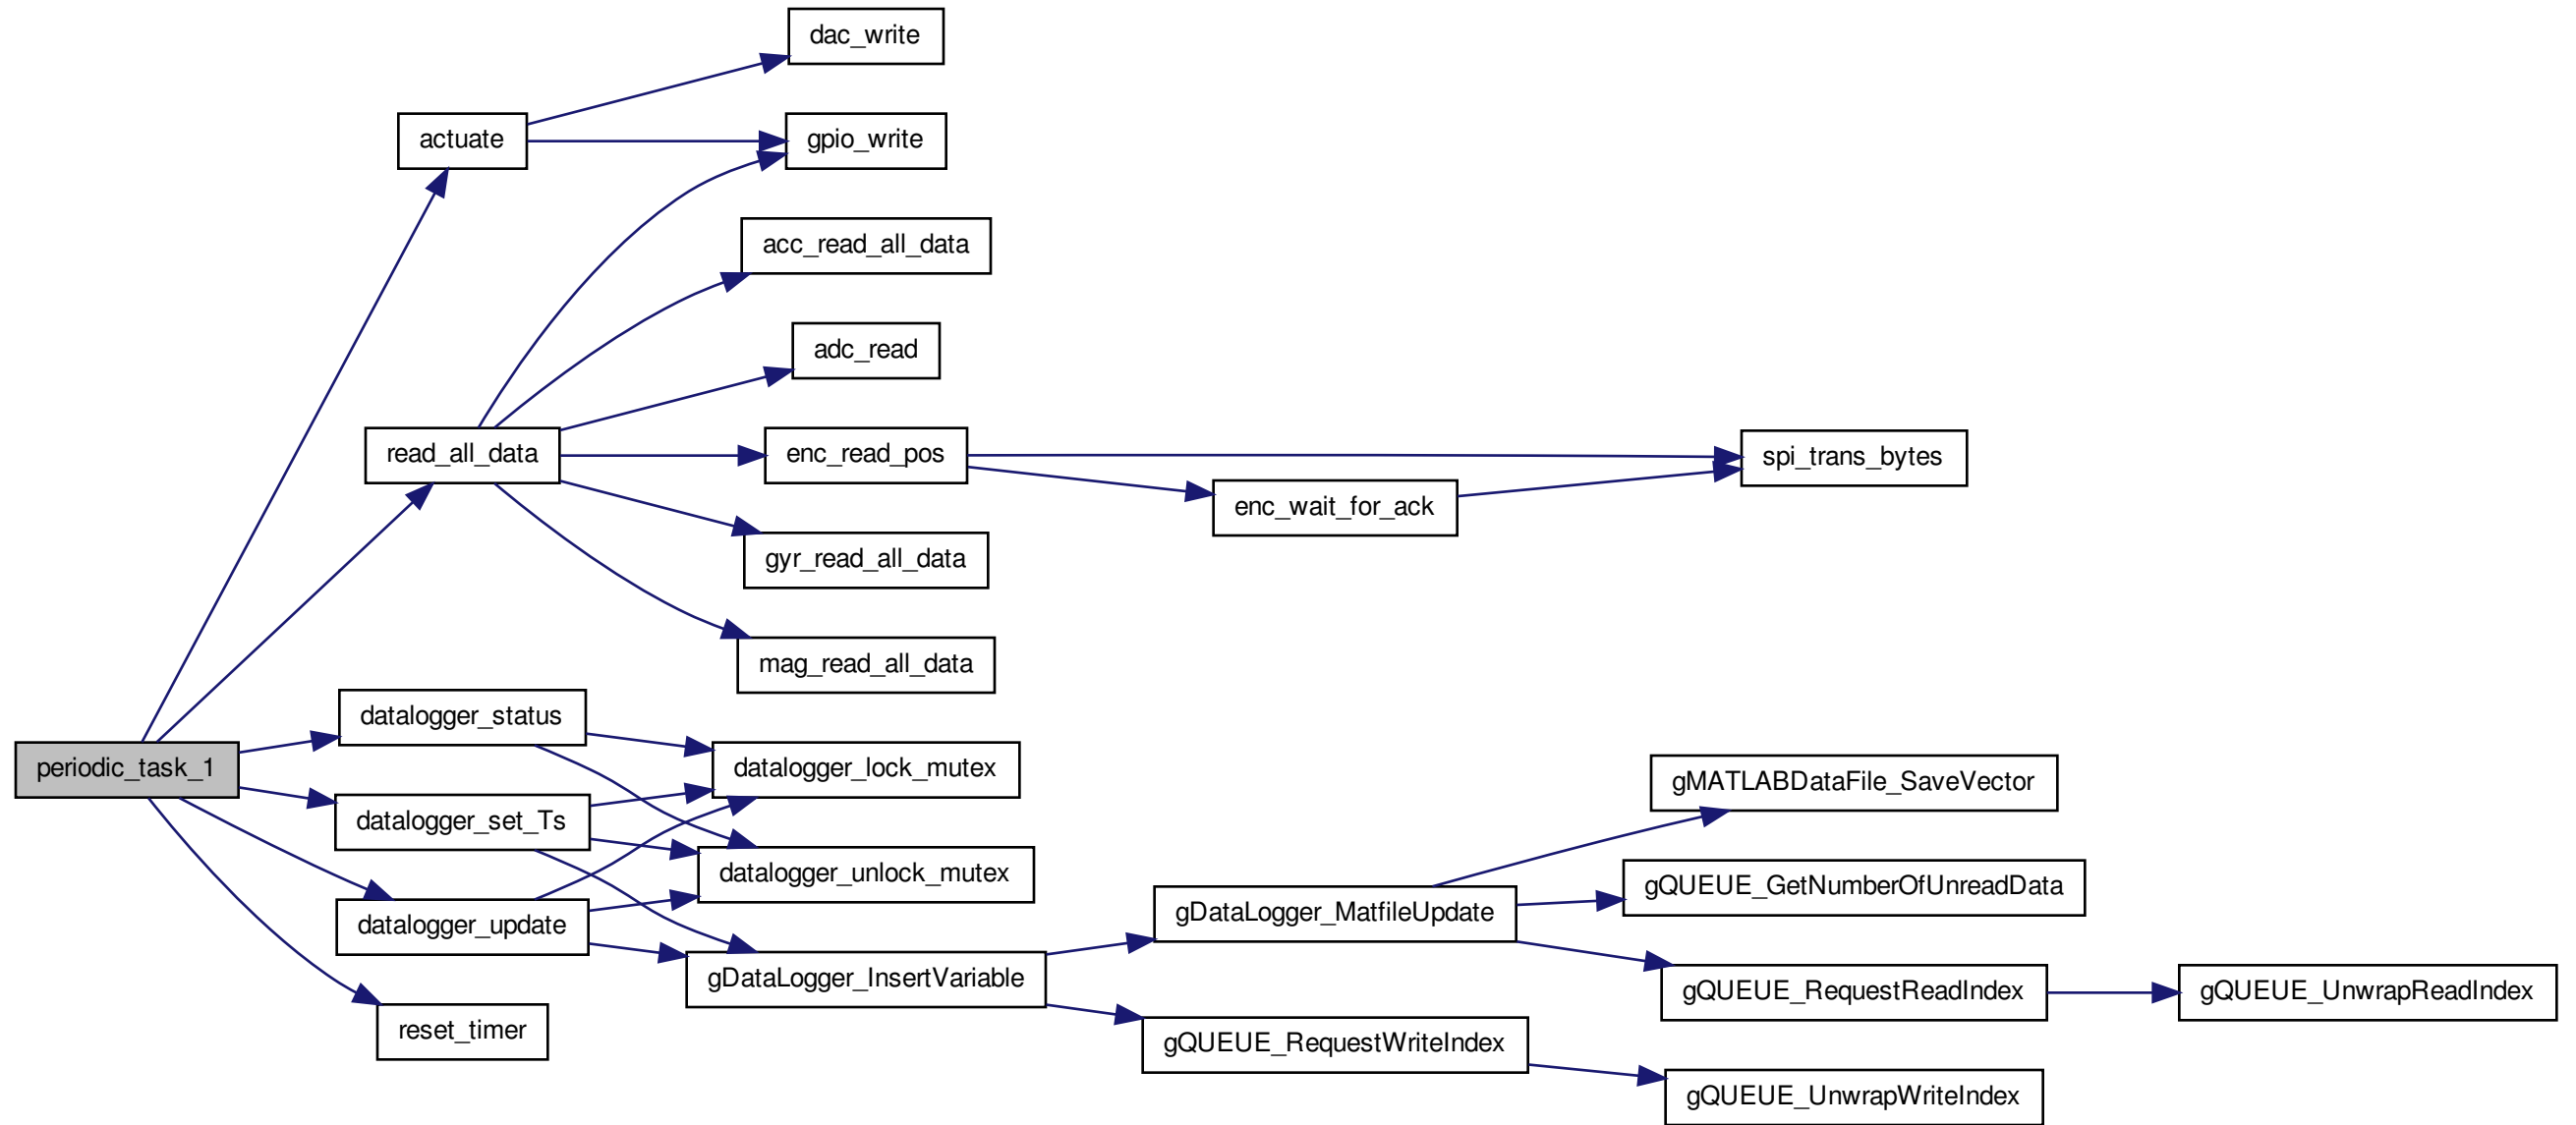 dac_write
actuate
gpio_write
acc_read_all_data
adc_read
read_all_data
enc_read_pos
spi_trans_bytes
enc_wait_for_ack
gyr_read_all_data
mag_read_all_data
datalogger_status
periodic_task_1
datalogger_lock_mutex
gMATLABDataFile_SaveVector
datalogger_set_Ts
datalogger_unlock_mutex
gQUEUE_GetNumberOfUnreadData
gDataLogger_MatfileUpdate
datalogger_update
gDataLogger_InsertVariable
gQUEUE_RequestReadIndex
gQUEUE_UnwrapReadIndex
reset_timer
gQUEUE_RequestWriteIndex
gQUEUE_UnwrapWriteIndex